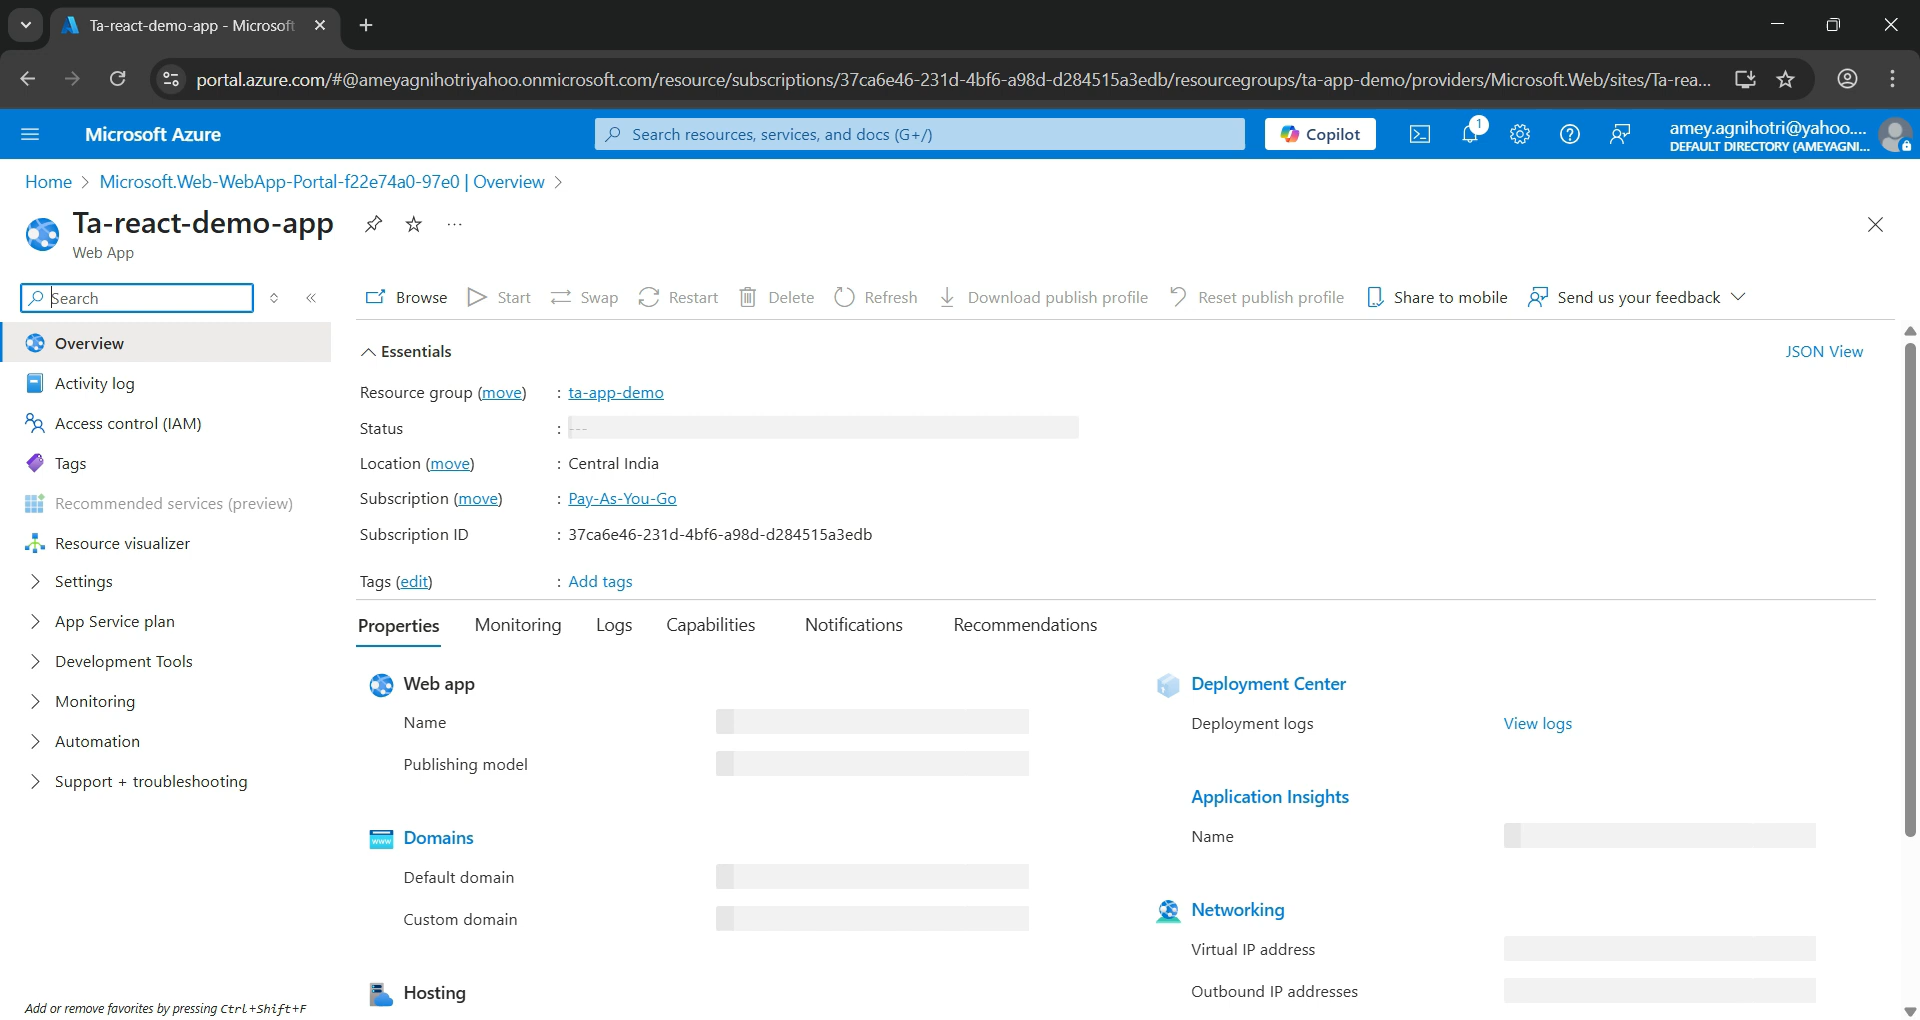 Ta-react-demo-app - Microsoft
portal.azure.com/#@ameyagnihotriyahoo.onmicrosoft.com/resource/subscriptions/37ca6e46-231d-4bf6-a98d-d284515a3edb/resourcegroups/ta-app-demo/providers/Microsoft.Web/sites/Ta-rea...
Microsoft Azure
Search resources, services, and docs (G+/)
Copilot
1
amey.agnihotri@yahoo....
DEFAULT DIRECTORY (AMEYAGNI...
Home > Microsoft.Web-WebApp-Portal-f22e74a0-97e0 | Overview >
Ta-react-demo-app
...
Web App
Search
Browse
Start
Swap
Restart
Delete
Refresh
Download publish profile
Reset publish profile
Share to mobile
Send us your feedback
Overview
Activity log
Access control (IAM)
Tags
Recommended services (preview)
Resource visualizer
Settings
App Service plan
Development Tools
Monitoring
Automation
Support + troubleshooting
Add or remove favorites by pressing Ctrl+Shift+F
Essentials
JSON View
Resource group (move) : ta-app-demo
Status : ---
Location (move) : Central India
Subscription (move) : Pay-As-You-Go
Subscription ID : 37ca6e46-231d-4bf6-a98d-d284515a3edb
Tags (edit) : Add tags
Properties
Monitoring
Logs
Capabilities
Notifications
Recommendations
Web app
Name
Publishing model
Domains
Default domain
Custom domain
Hosting
Deployment Center
Deployment logs View logs
Application Insights
Name
Networking
Virtual IP address
Outbound IP addresses